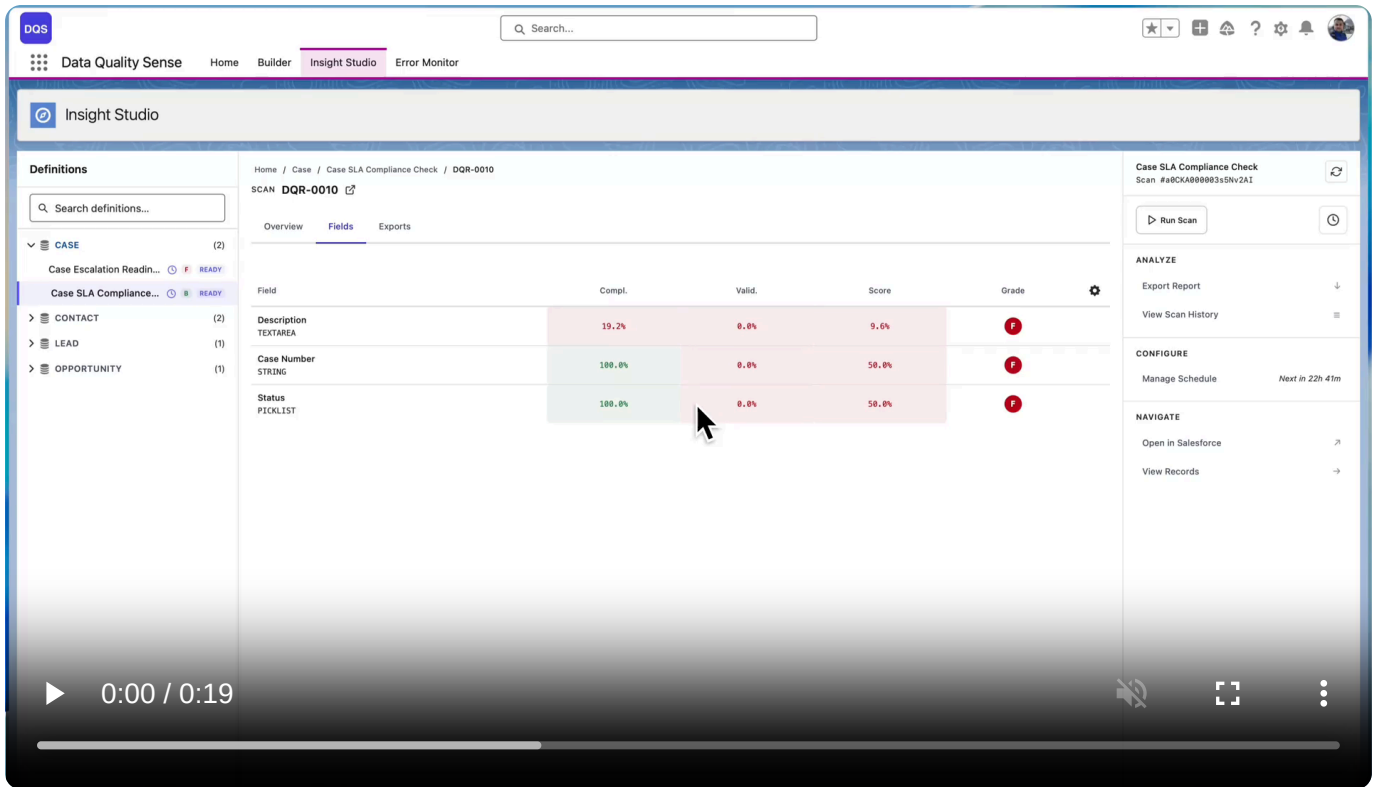 DQS
Search...
Data Quality Sense Home Builder Insight Studio Error Monitor
Insight Studio
Definitions
Search definitions...
CASE (2)
Case Escalation Readin... F READY
Case SLA Compliance... B READY
CONTACT (2)
LEAD (1)
OPPORTUNITY (1)
Home / Case / Case SLA Compliance Check / DQR-0010
SCAN DQR-0010
Overview Fields Exports
Field Compl. Valid. Score Grade
Description
TEXTAREA
19.2% 0.0% 9.6% F
Case Number
STRING
100.0% 0.0% 50.0% F
Status
PICKLIST
100.0% 0.0% 50.0% F
Case SLA Compliance Check
Scan #a0CKA000003s5Nv2AI
Run Scan
ANALYZE
Export Report
View Scan History
CONFIGURE
Manage Schedule Next in 22h 41m
NAVIGATE
Open in Salesforce
View Records
0:00 / 0:19